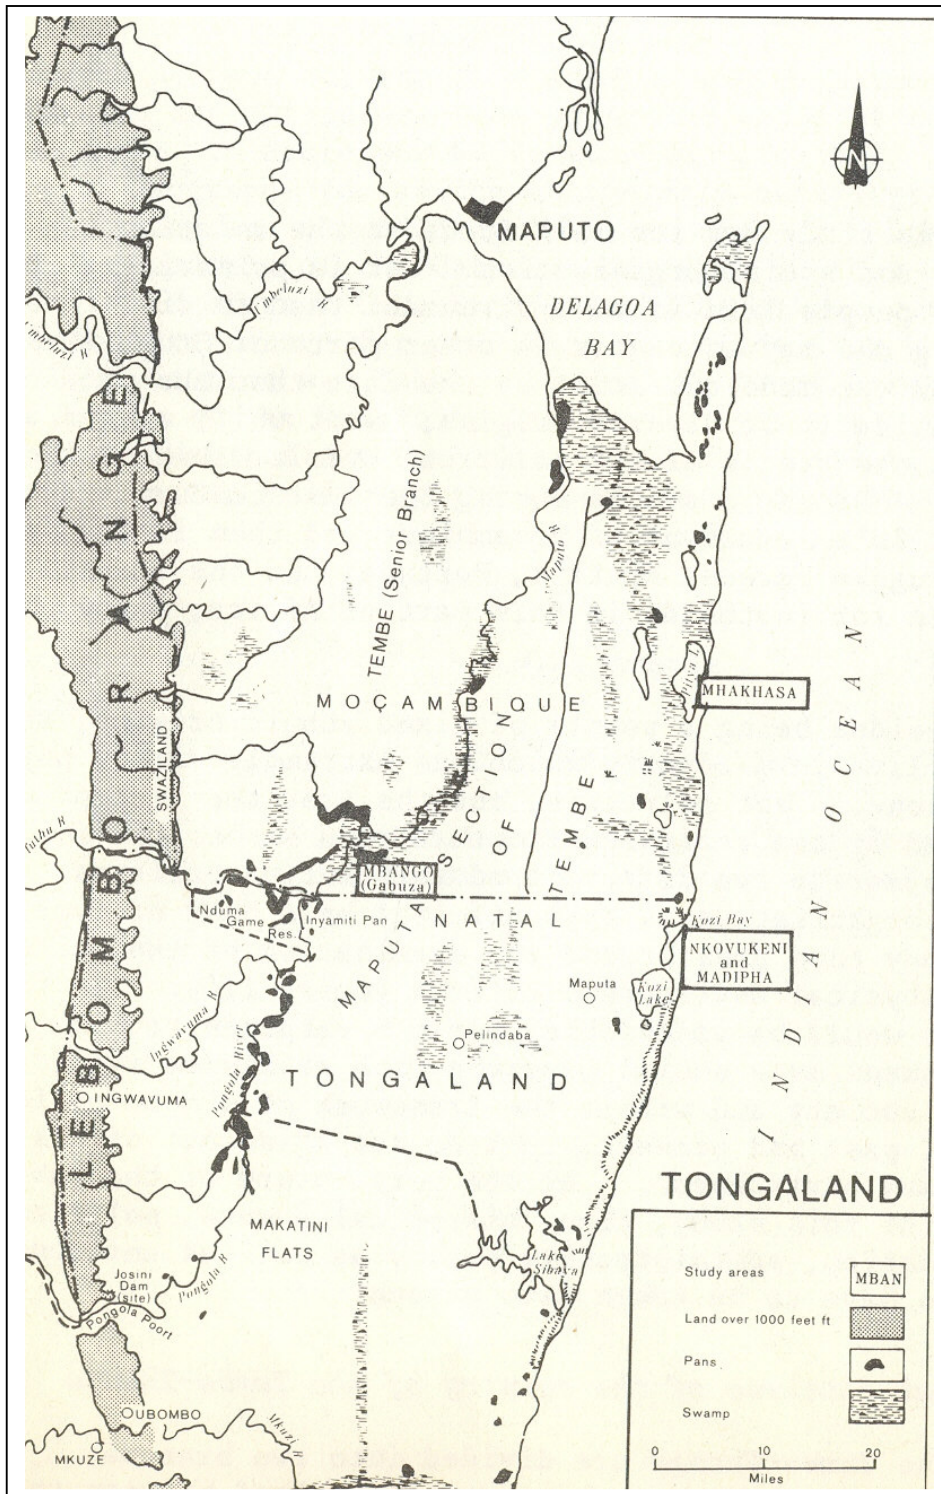 N
MAPUTO
DELAGOA
BAY
Umbeluzi R
Umbeluzi R
LEBOMBO RANGE
TEMBE (Senior Branch)
Maputo R
MOÇAMBIQUE
MHAKHASA
SWAZILAND
MAPUTA SECTION OF TEMBE
INDIAN OCEAN
MBANGO
(Gabuza)
Nduma
Game
Res.
Inyamiti Pan
NATAL
Kozi Bay
NKOVUKENI
and
MADIPHA
Maputa
Kozi
Lake
Ingwavuma R
Pongola River
Pelindaba
TONGALAND
INGWAVUMA
MAKATINI
FLATS
Josini
Dam
(site)
Pongola R
Pongola Poort
Lake
Sibaya
UBOMBO
MKUZE
Mkuzi R
TONGALAND
Study areas
MBAN
Land over 1000 feet ft
Pans
Swamp
0 10 20
Miles